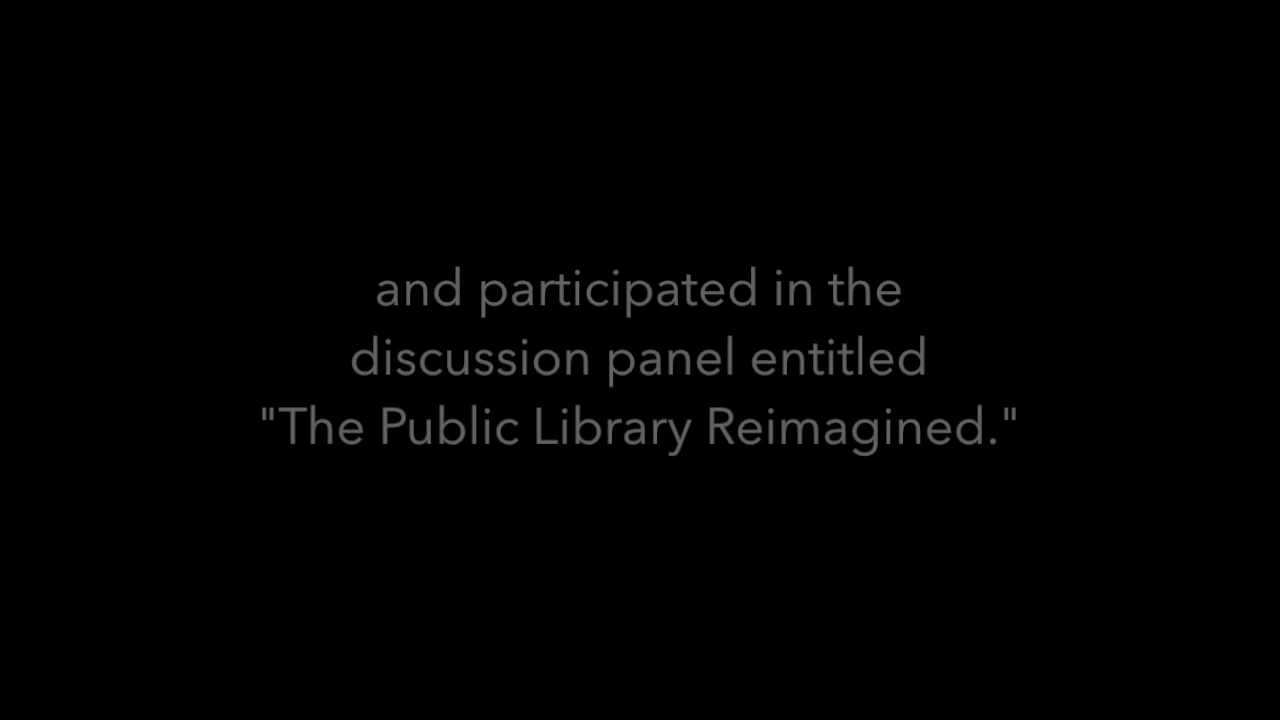 and participated in the
discussion panel entitled
"The Public Library Reimagined."